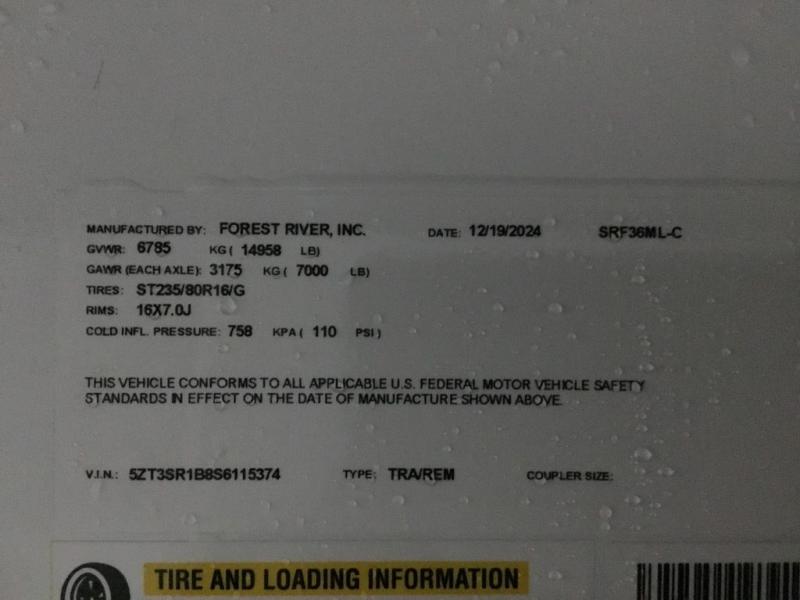 MANUFACTURED BY: FOREST RIVER, INC. DATE: 12/19/2024 SRF36ML-C
GVWR: 6785 KG ( 14958 LB)
GAWR (EACH AXLE): 3175 KG ( 7000 LB)
TIRES: ST235/80R16/G
RIMS: 16X7.0J
COLD INFL. PRESSURE: 758 KPA ( 110 PSI )
THIS VEHICLE CONFORMS TO ALL APPLICABLE U.S. FEDERAL MOTOR VEHICLE SAFETY
STANDARDS IN EFFECT ON THE DATE OF MANUFACTURE SHOWN ABOVE.
V.I.N.: 5ZT3SR1B8S6115374 TYPE: TRA/REM COUPLER SIZE:
TIRE AND LOADING INFORMATION